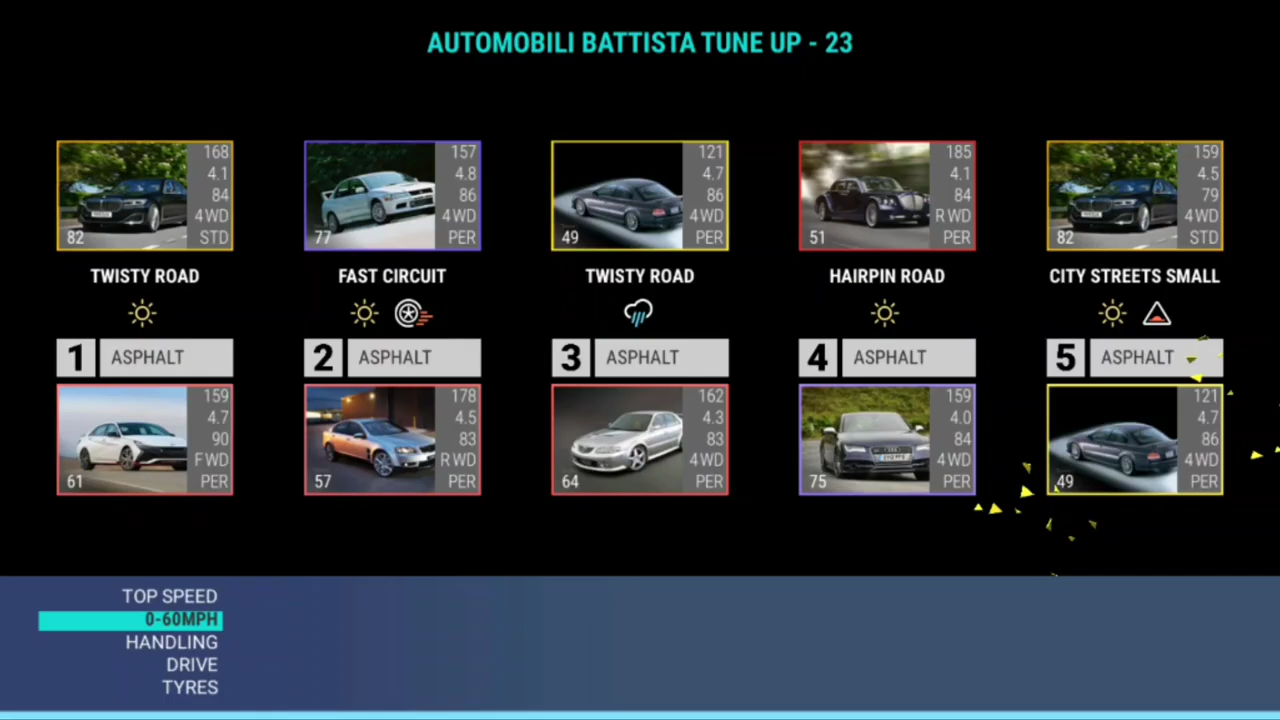 AUTOMOBILI BATTISTA TUNE UP - 23
168
4.1
84
4WD
STD
82
157
4.8
86
4WD
PER
77
121
4.7
86
4WD
PER
49
185
4.1
84
RWD
PER
51
159
4.5
79
4WD
STD
82
TWISTY ROAD
FAST CIRCUIT
TWISTY ROAD
HAIRPIN ROAD
CITY STREETS SMALL
1 ASPHALT
2 ASPHALT
3 ASPHALT
4 ASPHALT
5 ASPHALT
159
4.7
90
FWD
PER
61
178
4.5
83
RWD
PER
57
162
4.3
83
4WD
PER
64
159
4.0
84
4WD
PER
75
121
4.7
86
4WD
PER
49
TOP SPEED
0-60MPH
HANDLING
DRIVE
TYRES